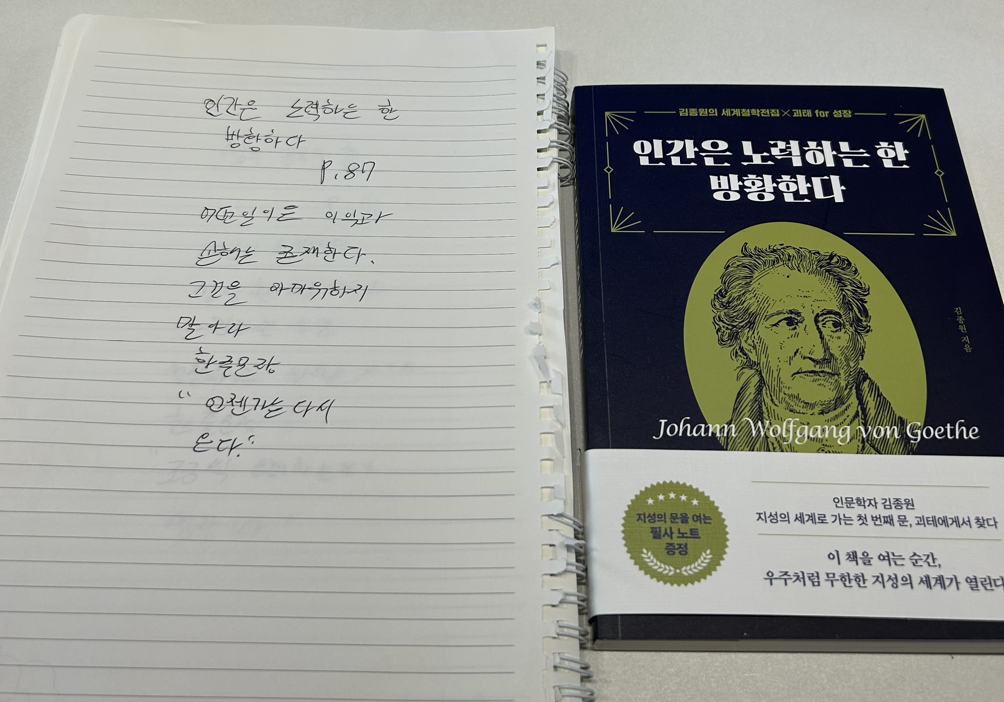 인간은 노력하는 한
방황하다
P.87
어떤일이든 이익과
손해는 존재한다.
그것을 아까워하지
말아라
한줄문장
“언젠가는 다시
온다."
김종원의 세계철학전집×괴테 for 성장
인간은 노력하는 한
방황한다
김종원 지음
Johann Wolfgang von Goethe
지성의 문을 여는
필사 노트
증정
인문학자 김종원
지성의 세계로 가는 첫 번째 문, 괴테에게서 찾다
이 책을 여는 순간,
우주처럼 무한한 지성의 세계가 열린다